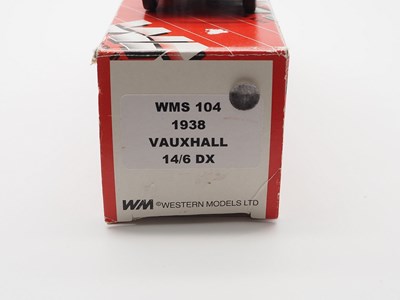 WMS 104
1938
VAUXHALL
14/6 DX
WM ©WESTERN MODELS LTD